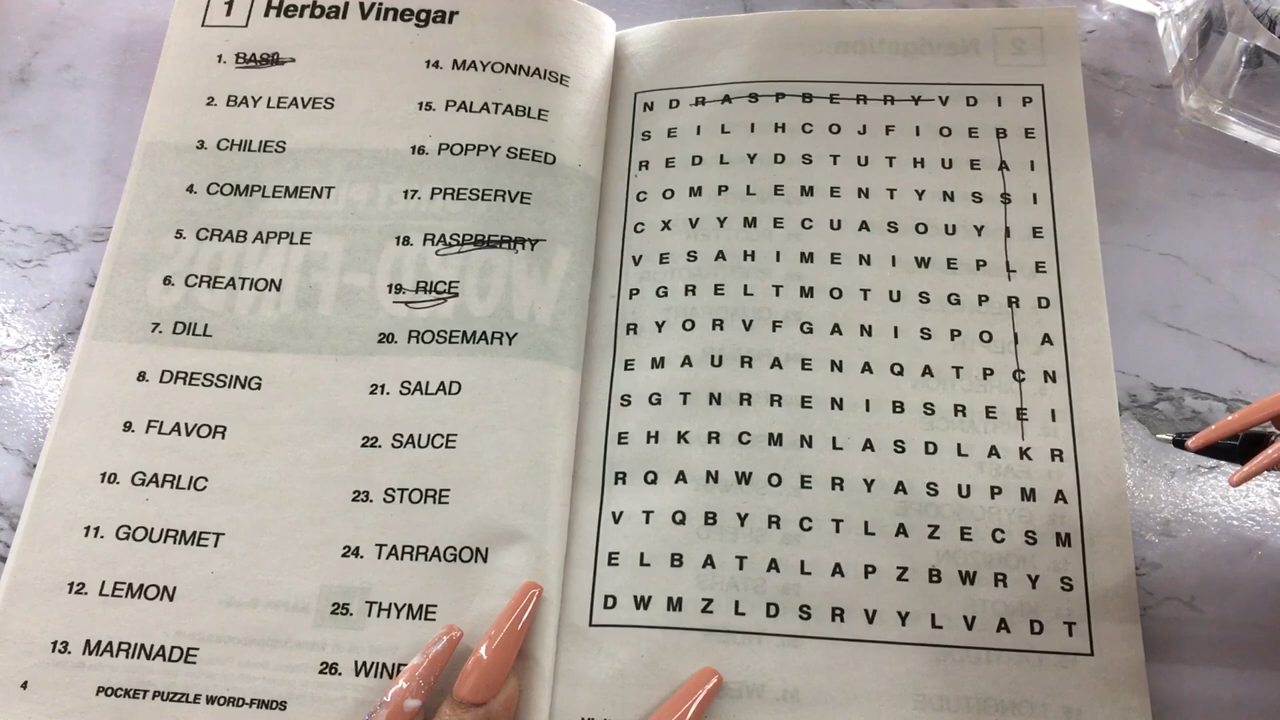 1 Herbal Vinegar
1. BASIL
2. BAY LEAVES
3. CHILIES
4. COMPLEMENT
5. CRAB APPLE
6. CREATION
7. DILL
8. DRESSING
9. FLAVOR
10. GARLIC
11. GOURMET
12. LEMON
13. MARINADE
14. MAYONNAISE
15. PALATABLE
16. POPPY SEED
17. PRESERVE
18. RASPBERRY
19. RICE
20. ROSEMARY
21. SALAD
22. SAUCE
23. STORE
24. TARRAGON
25. THYME
26. WINE
4 POCKET PUZZLE WORD-FINDS
N D R A S P B E R R Y V D I P
S E I L I H C O J F I O E B E
R E D L Y D S T U T H U E A I
C O M P L E M E N T Y N S S I
C X V Y M E C U A S O U Y I E
V E S A H I M E N I W E P L E
P G R E L T M O T U S G P R D
R Y O R V F G A N I S P O I A
E M A U R A E N A Q A T P C N
S G T N R R E N I B S R E E I
E H K R C M N L A S D L A K R
R Q A N W O E R Y A S U P M A
V T Q B Y R C T L A Z E C S M
E L B A T A L A P Z B W R Y S
D W M Z L D S R V Y L V A D T